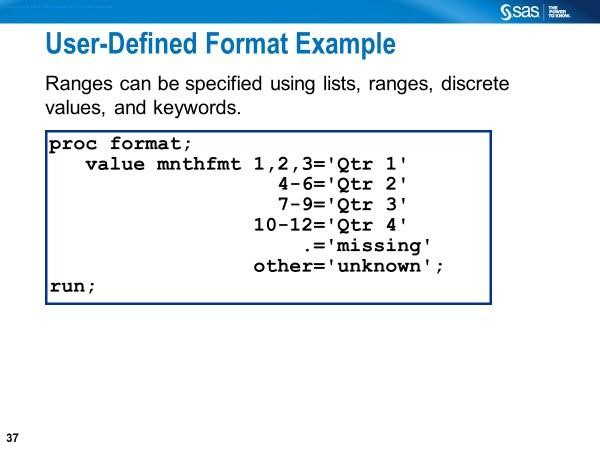 sas THE
POWER
TO KNOW.
User-Defined Format Example
Ranges can be specified using lists, ranges, discrete
values, and keywords.
proc format;
   value mnthfmt 1,2,3='Qtr 1'
                   4-6='Qtr 2'
                   7-9='Qtr 3'
                 10-12='Qtr 4'
                     .='missing'
                 other='unknown';
run;
37